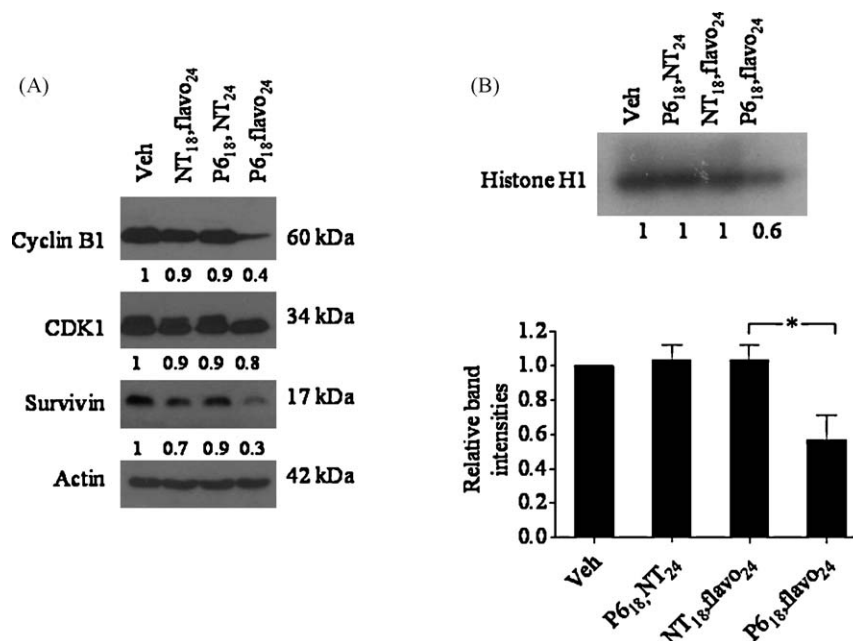 (A)
Veh
NT18,flavo24
P618, NT24
P618flavo24
Cyclin B1
60 kDa
1 0.9 0.9 0.4
CDK1
34 kDa
1 0.9 0.9 0.8
Survivin
17 kDa
1 0.7 0.9 0.3
Actin
42 kDa
(B)
Veh
P618,NT24
NT18,flavo24
P618,flavo24
Histone H1
1 1 1 0.6
Relative band
intensities
1.2
1.0
0.8
0.6
0.4
0.2
0.0
*
Veh
P618,NT24
NT18,flavo24
P618,flavo24